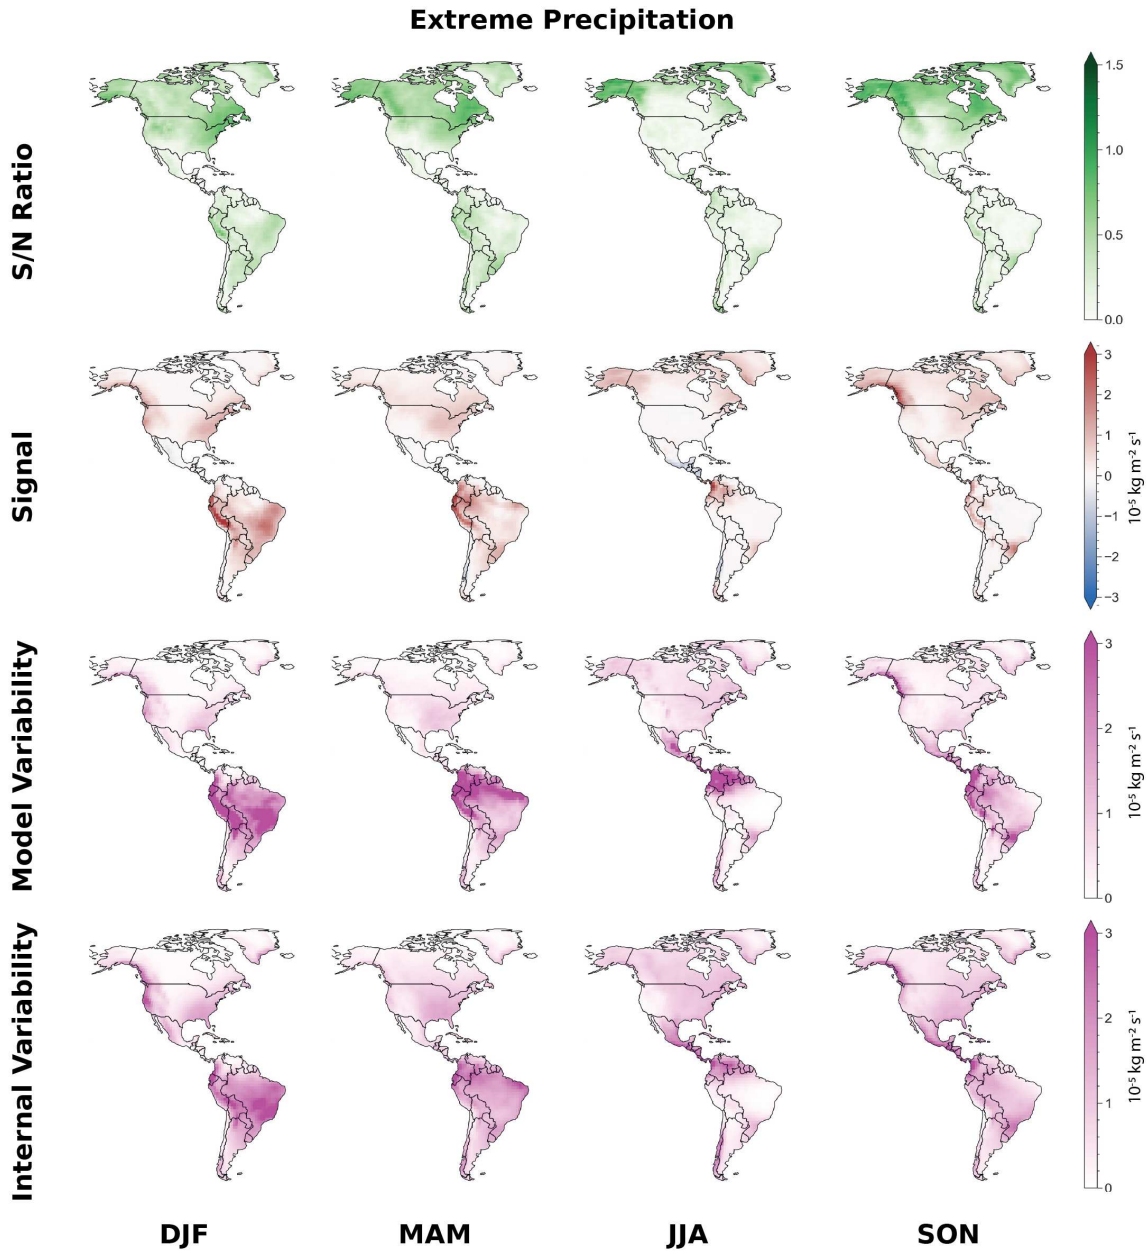 Extreme Precipitation
S/N Ratio
1.5
1.0
0.5
0.0
Signal
3
2
1
0
−1
−2
−3
10⁻⁵ kg m⁻² s⁻¹
Model Variability
3
2
1
0
10⁻⁵ kg m⁻² s⁻¹
Internal Variability
3
2
1
0
10⁻⁵ kg m⁻² s⁻¹
DJF MAM JJA SON